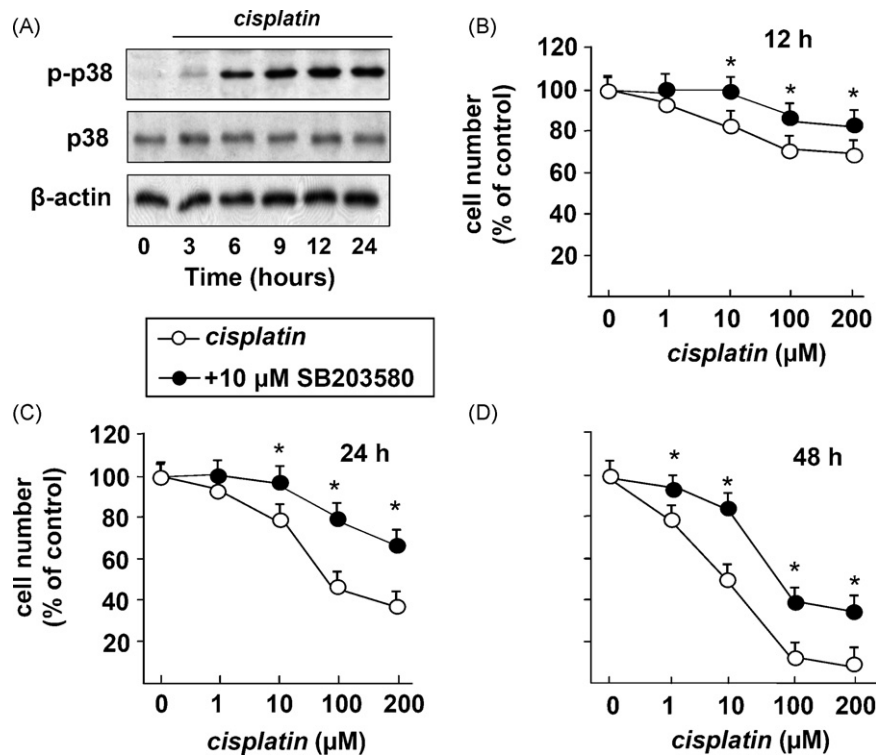 (A)
cisplatin
p-p38
p38
β-actin
0 3 6 9 12 24
Time (hours)
(B)
12 h
120
100
80
60
40
20
cell number
(% of control)
*
*
*
0 1 10 100 200
cisplatin (µM)
cisplatin
+10 µM SB203580
(C)
24 h
120
100
80
60
40
20
cell number
(% of control)
*
*
*
0 1 10 100 200
cisplatin (µM)
(D)
48 h
*
*
*
*
0 1 10 100 200
cisplatin (µM)